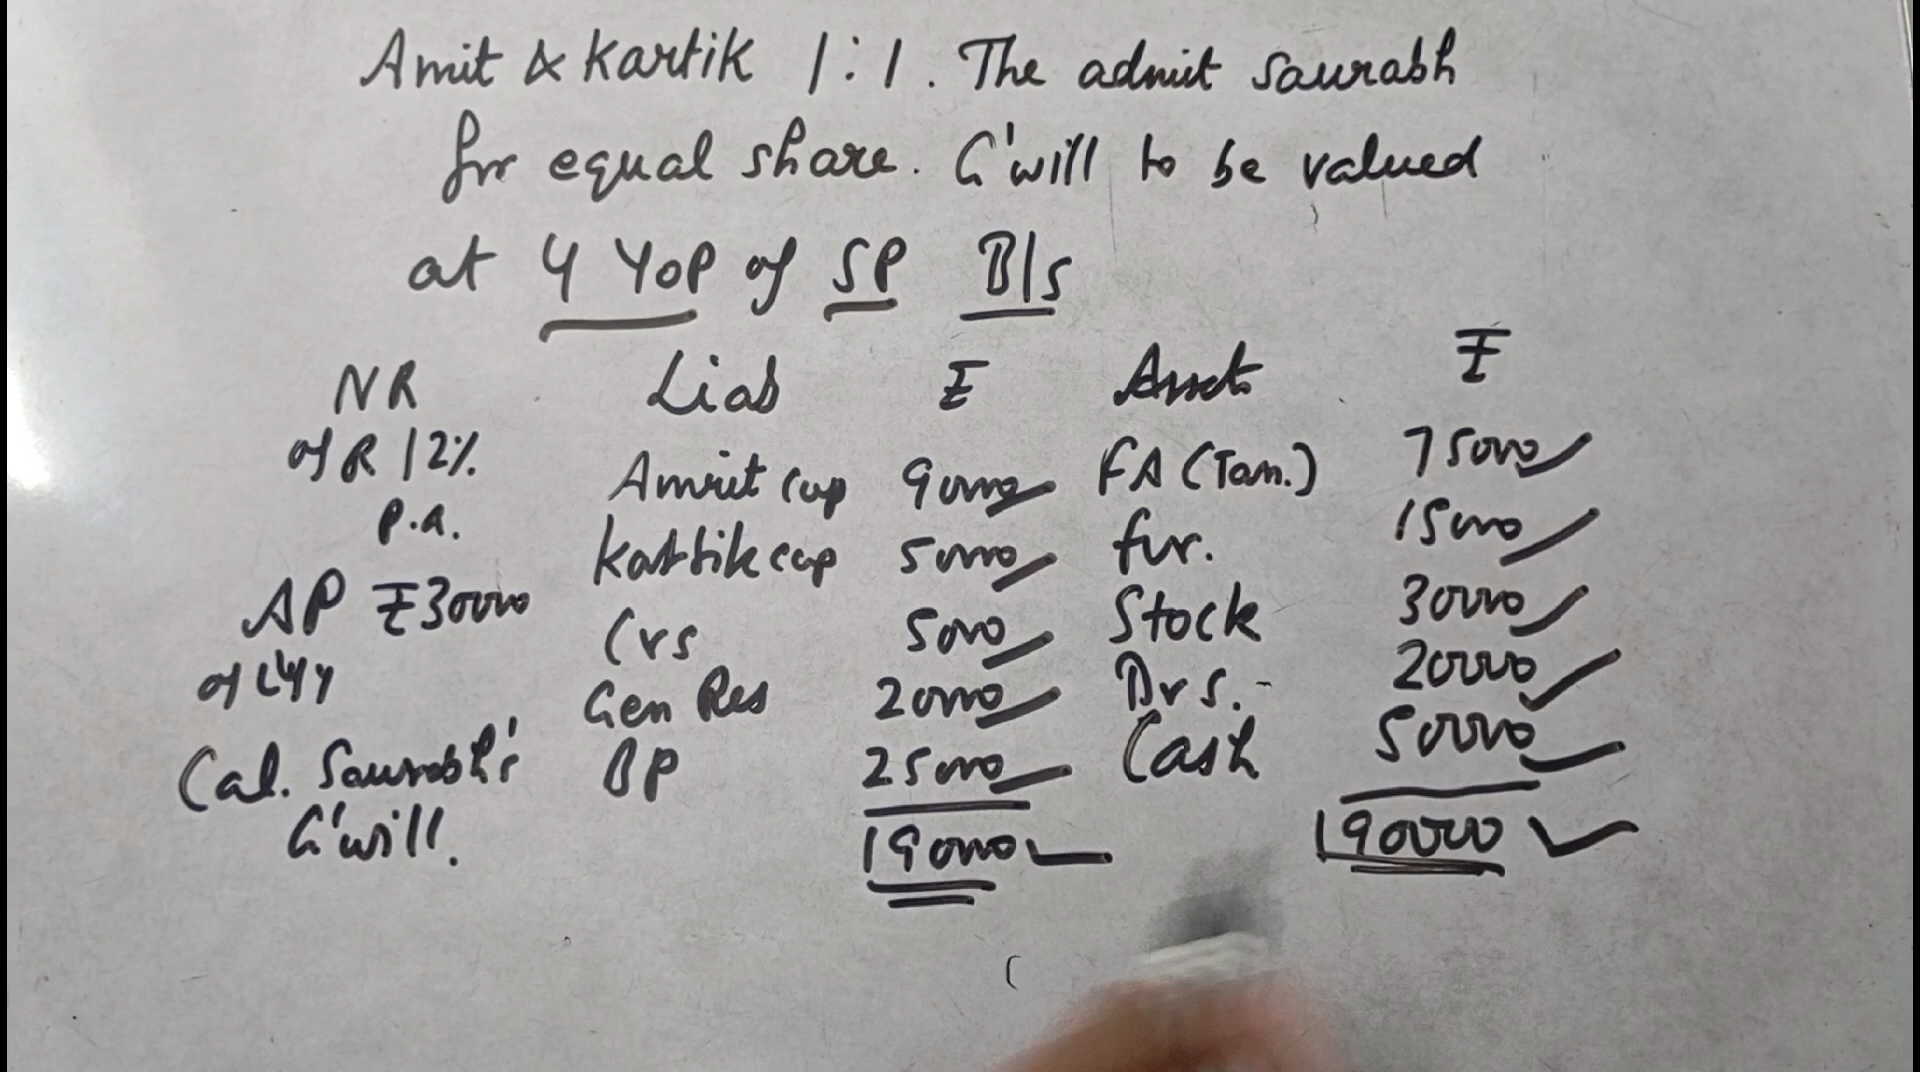 Amit & Kartik 1:1. The admit Saurabh
for equal share. G'will to be valued
at 4 YoP of SP B/s
NR
of R 12%
P.a.
AP ₹30000
of LYY
Cal. Saurabh's
G'will.
Liab ₹ Asset ₹
Amit cap 90000 FA (Tan.) 75000
Kartik cap 50000 fur. 15000
Crs 5000 Stock 30000
Gen Res 20000 Drs. 20000
BP 25000 Cash 50000
190000 190000